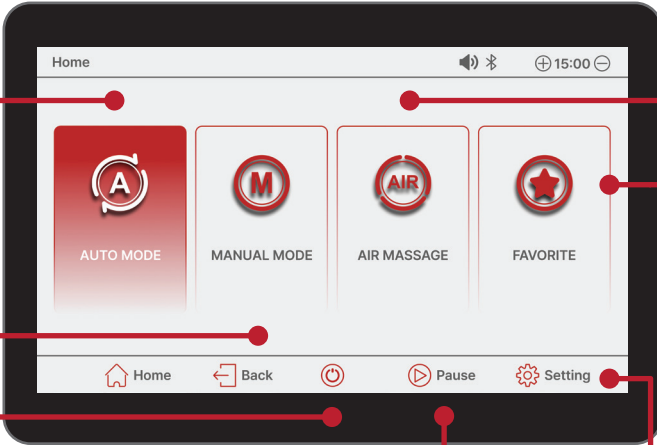 Home
15:00
A
M
AIR
AUTO MODE
MANUAL MODE
AIR MASSAGE
FAVORITE
Home
Back
Pause
Setting